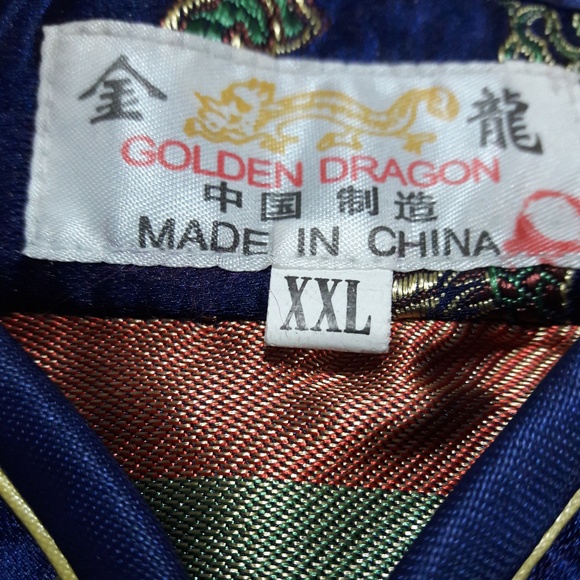 金 龍
GOLDEN DRAGON
中国 制造
MADE IN CHINA
XXL